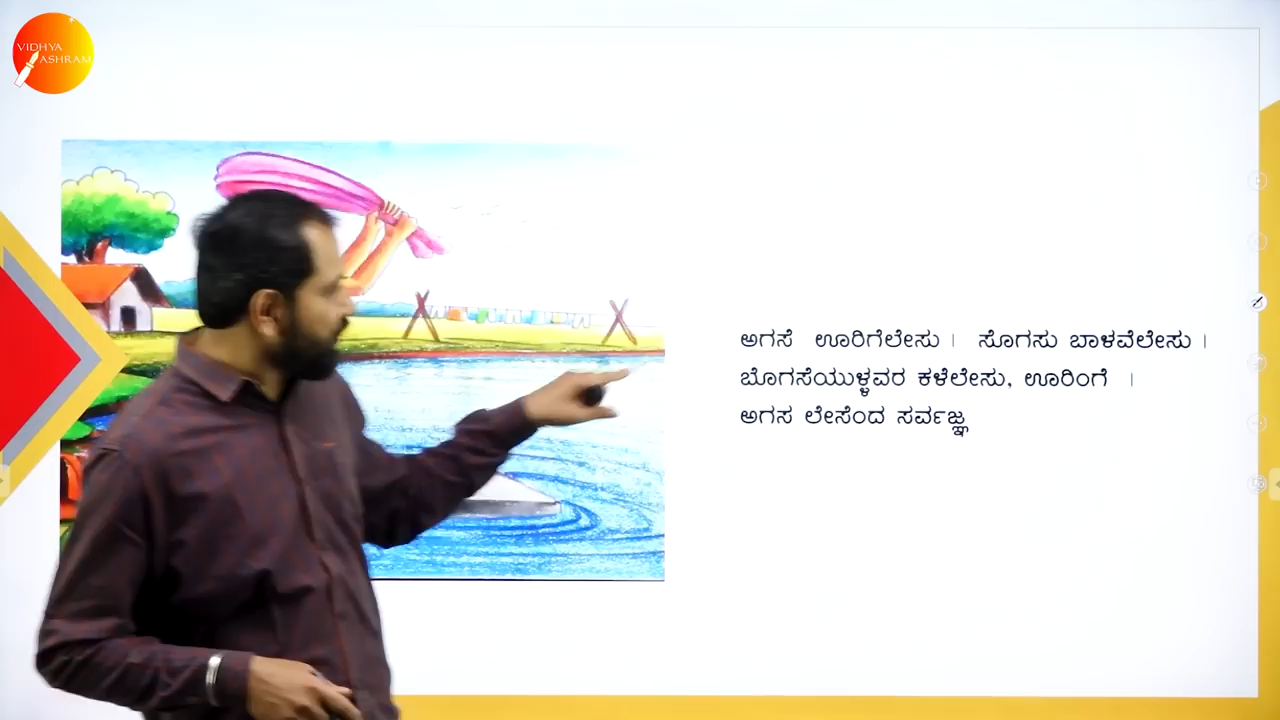 VIDHYA
ASHRAM
ಅಗಸೆ ಊರಿಗೆಲೇಸು । ಸೊಗಸು ಬಾಳವೆಲೇಸು ।
ಬೊಗಸೆಯುಳ್ಳವರ ಕಳೆಲೇಸು, ಊರಿಂಗೆ ।
ಅಗಸ ಲೇಸೆಂದ ಸರ್ವಜ್ಞ